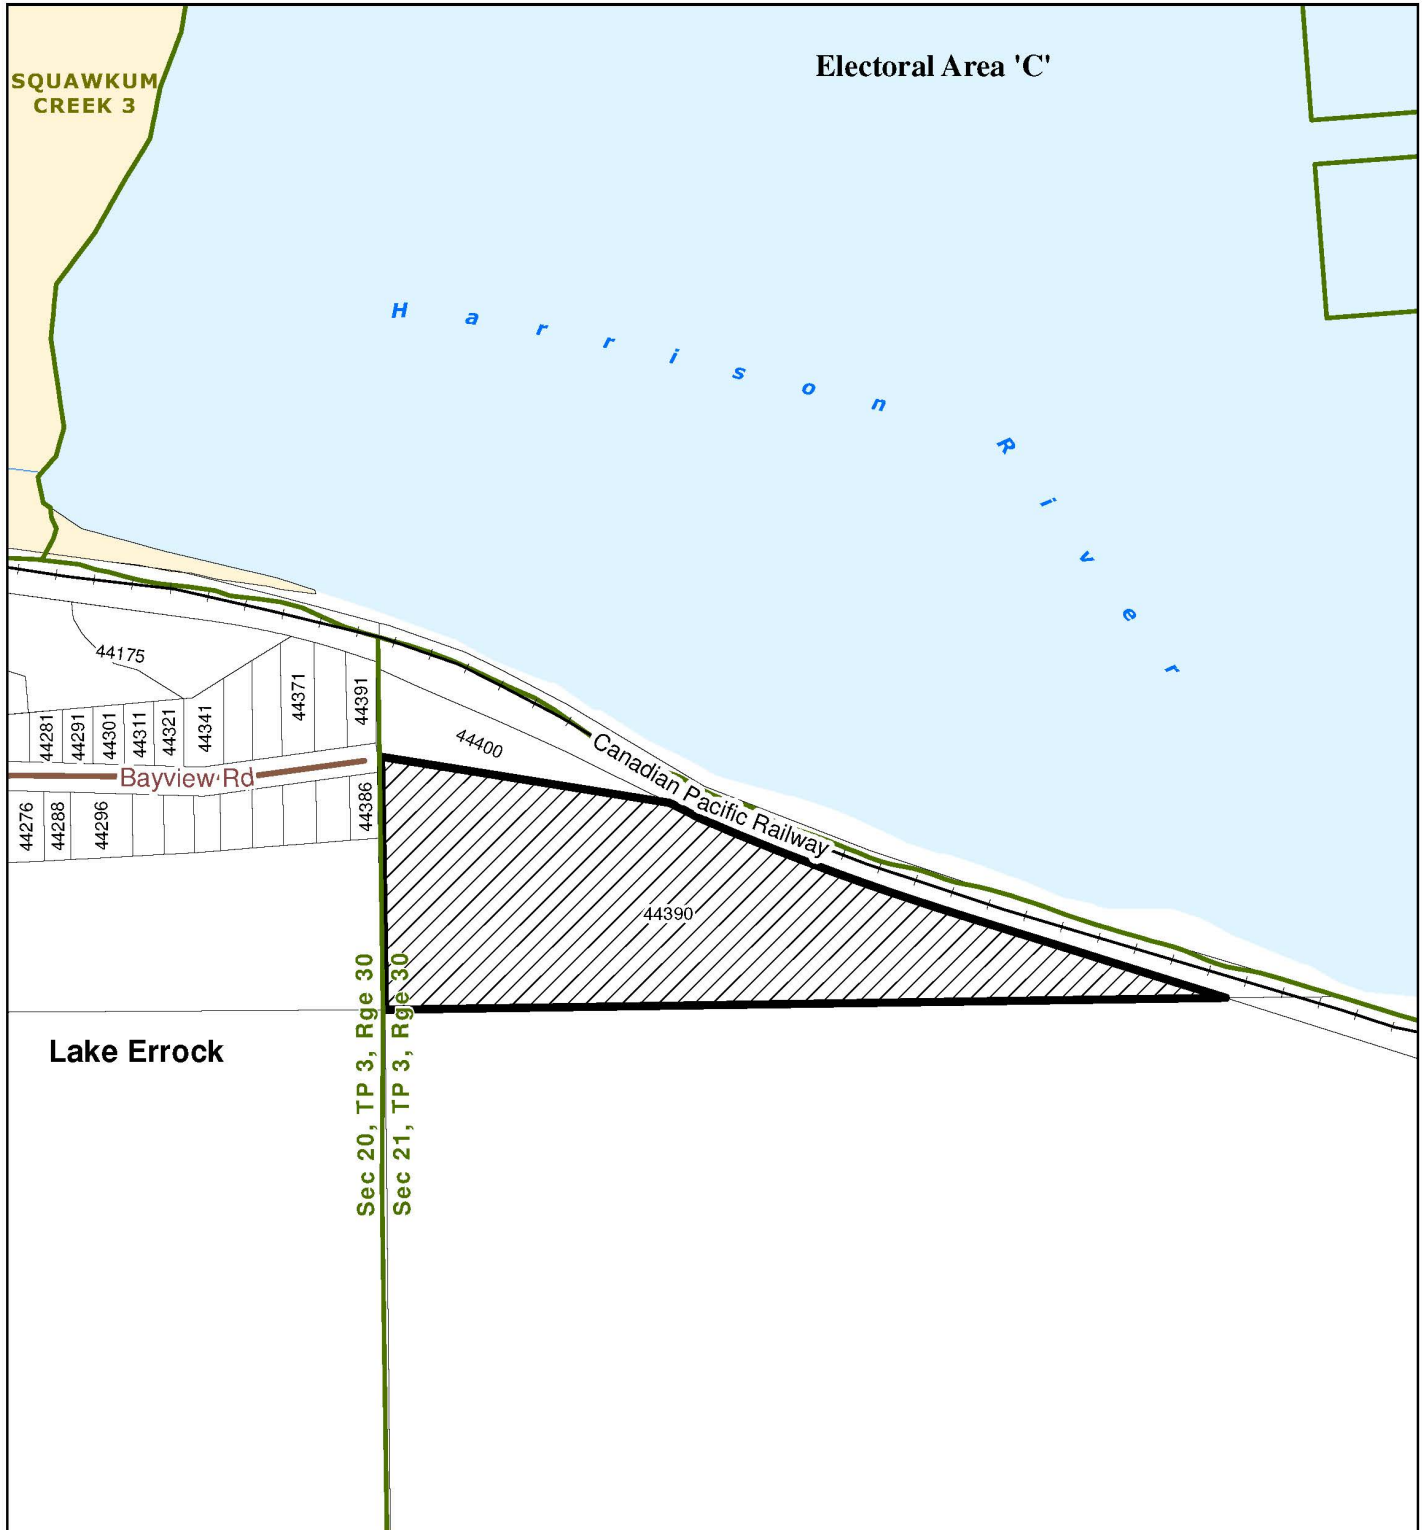 Electoral Area 'C'
SQUAWKUM
CREEK 3
Harrison River
44175
44281
44291
44301
44311
44321
44341
44371
44391
44400
Canadian Pacific Railway
Bayview Rd
44276
44288
44296
44386
44390
Sec 20, TP 3, Rge 30
Sec 21, TP 3, Rge 30
Lake Errock